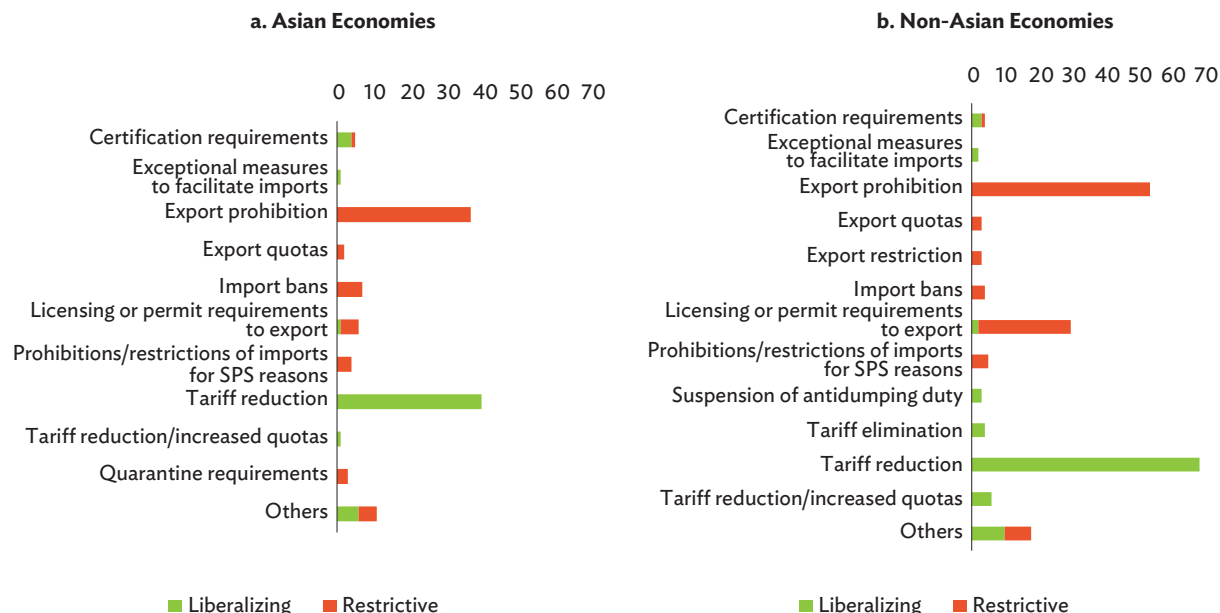 a. Asian Economies
0 10 20 30 40 50 60 70
Certification requirements
Exceptional measures
to facilitate imports
Export prohibition
Export quotas
Import bans
Licensing or permit requirements
to export
Prohibitions/restrictions of imports
for SPS reasons
Tariff reduction
Tariff reduction/increased quotas
Quarantine requirements
Others
Liberalizing Restrictive
b. Non-Asian Economies
0 10 20 30 40 50 60 70
Certification requirements
Exceptional measures
to facilitate imports
Export prohibition
Export quotas
Export restriction
Import bans
Licensing or permit requirements
to export
Prohibitions/restrictions of imports
for SPS reasons
Suspension of antidumping duty
Tariff elimination
Tariff reduction
Tariff reduction/increased quotas
Others
Liberalizing Restrictive